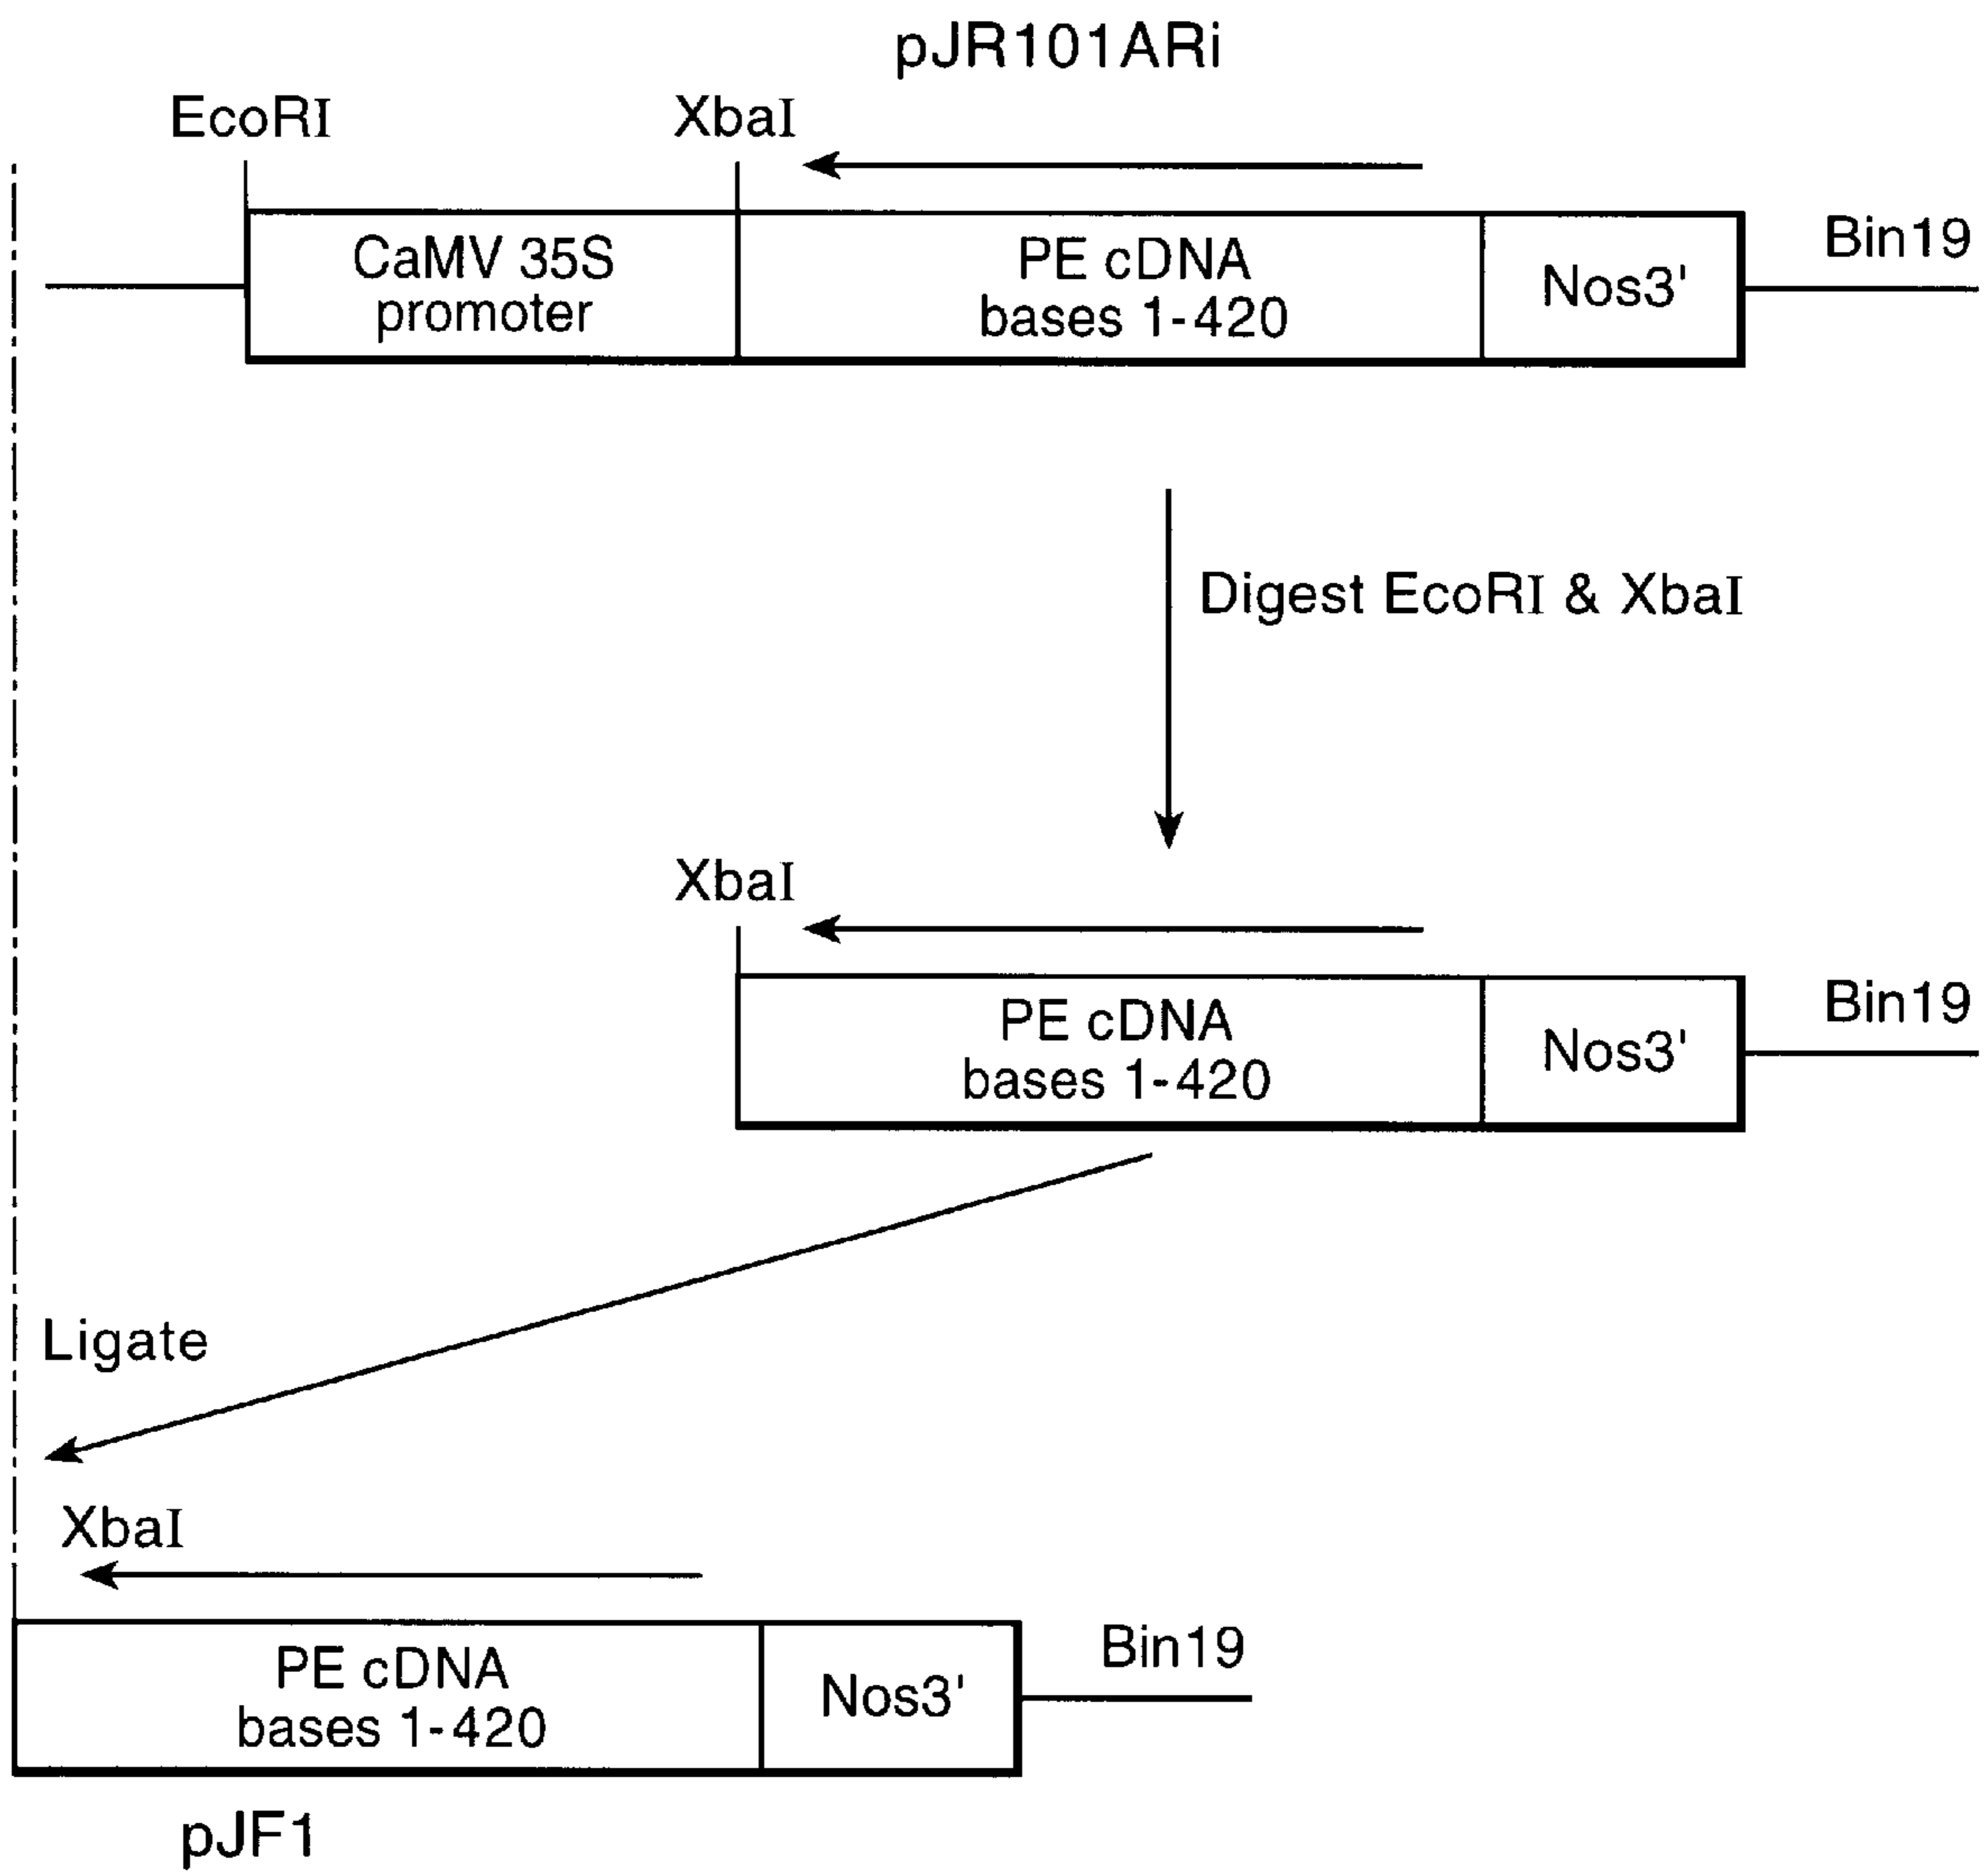 pJR101ARi
EcoRI
XbaI
CaMV 35S
promoter
PE cDNA
bases 1-420
Nos3'
Bin19
Digest EcoRI & XbaI
XbaI
PE cDNA
bases 1-420
Nos3'
Bin19
Ligate
XbaI
PE cDNA
bases 1-420
Nos3'
Bin19
pJF1